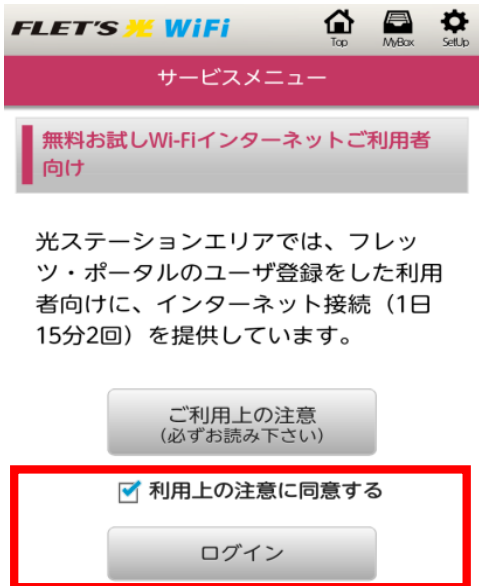 FLET'S 光 WiFi
Top
MyBox
SetUp
サービスメニュー
無料お試しWi-Fiインターネットご利用者
向け
光ステーションエリアでは、フレッ
ツ・ポータルのユーザ登録をした利用
者向けに、インターネット接続（1日
15分2回）を提供しています。
ご利用上の注意
(必ずお読み下さい)
利用上の注意に同意する
ログイン